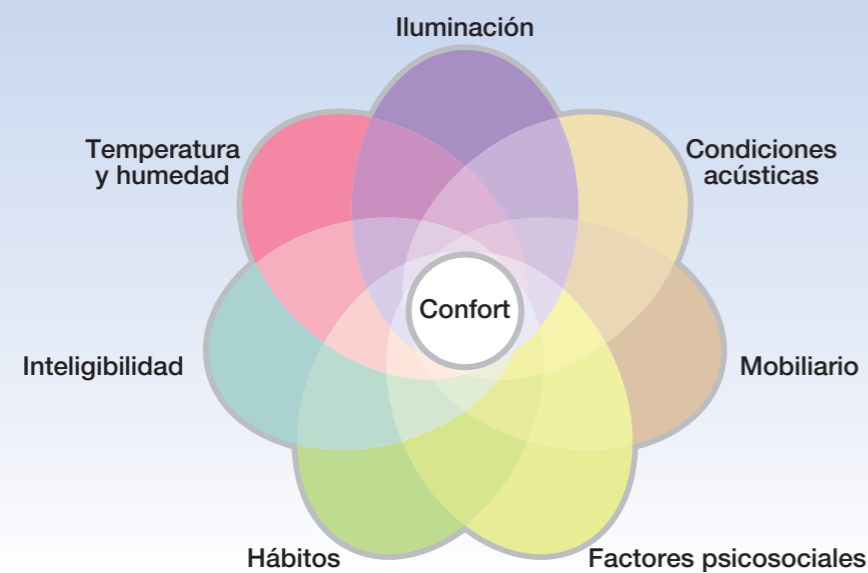 Iluminación
Temperatura
y humedad
Condiciones
acústicas
Confort
Inteligibilidad
Mobiliario
Hábitos
Factores psicosociales